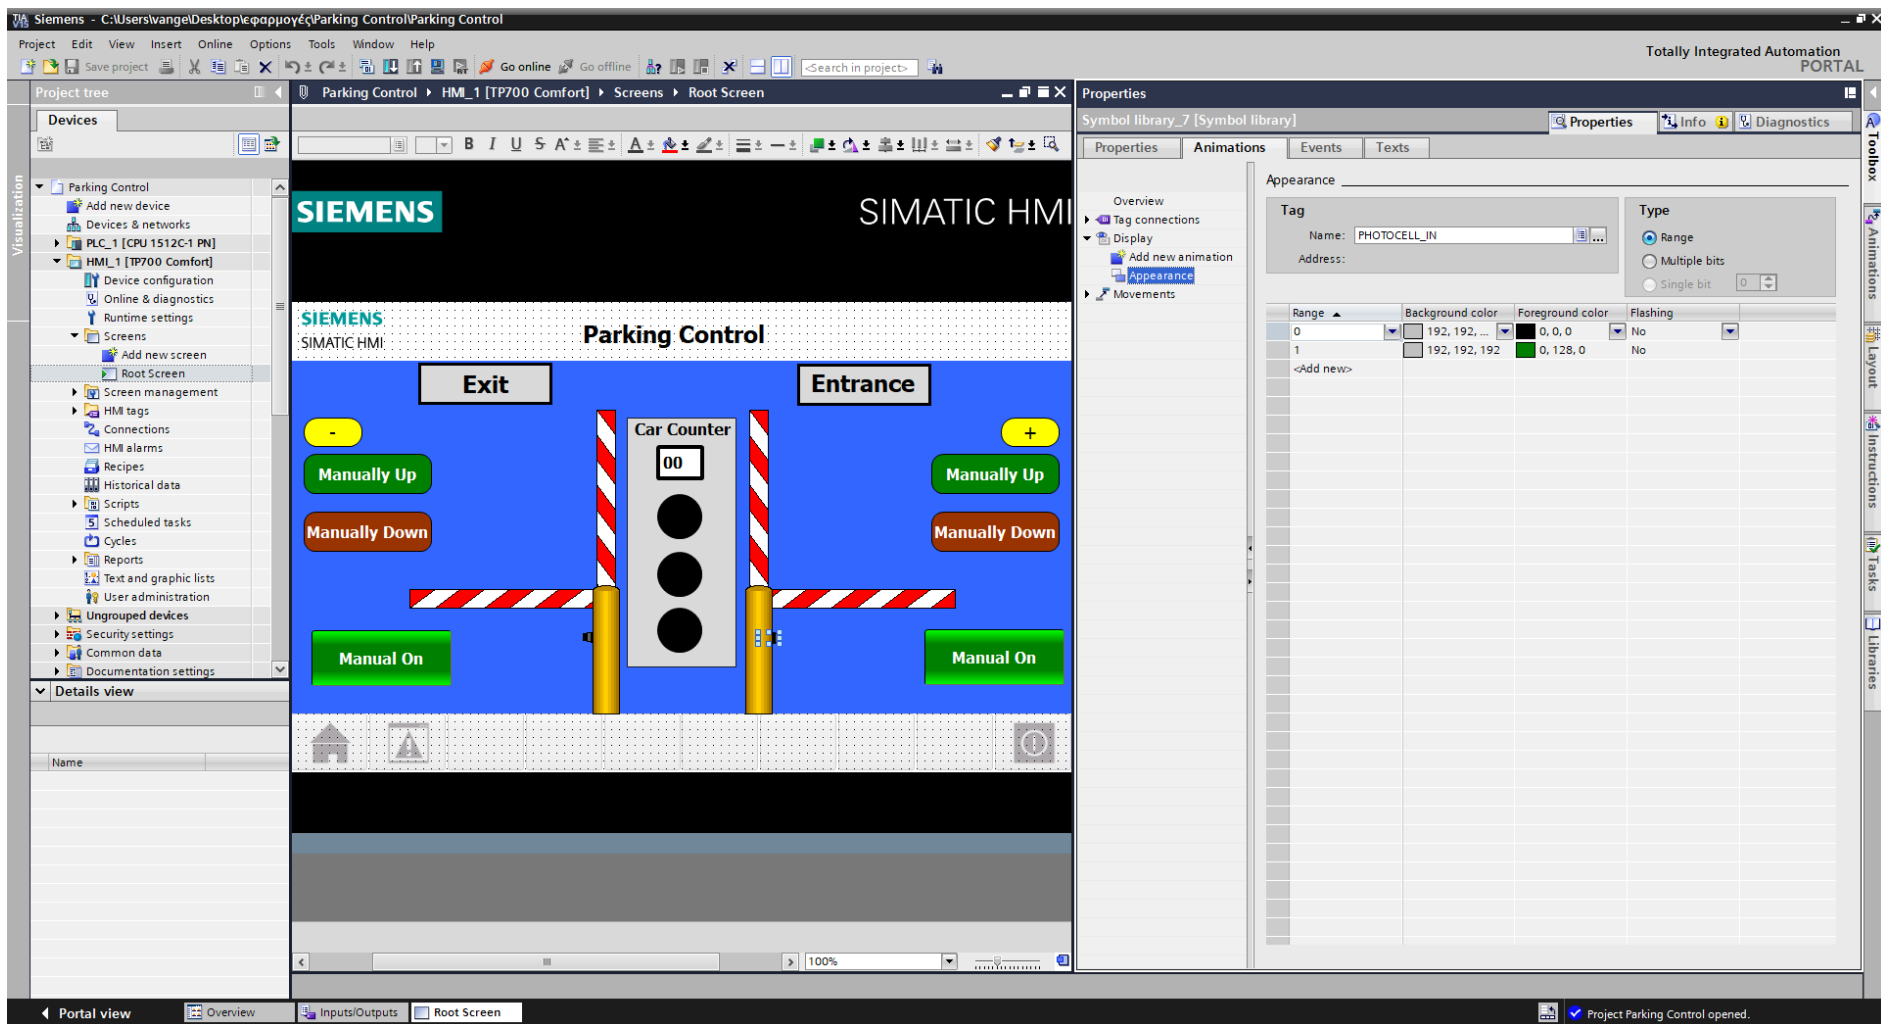 Siemens - C:\Users\vange\Desktop\εφαρμογές\Parking Control\Parking Control
Project Edit View Insert Online Options Tools Window Help
Totally Integrated Automation
PORTAL
Save project Go online Go offline <Search in project>
Project tree
Parking Control HMI_1 [TP700 Comfort] Screens Root Screen
Properties
Devices
Symbol library_7 [Symbol library]
Properties Info Diagnostics
B I U S A
Properties Animations Events Texts
Visualization
Parking Control
Add new device
Devices & networks
PLC_1 [CPU 1512C-1 PN]
HMI_1 [TP700 Comfort]
Device configuration
Online & diagnostics
Runtime settings
Screens
Add new screen
Root Screen
Screen management
HMI tags
Connections
HMI alarms
Recipes
Historical data
Scripts
Scheduled tasks
Cycles
Reports
Text and graphic lists
User administration
Ungrouped devices
Security settings
Common data
Documentation settings
Details view
Name
SIEMENS
SIMATIC HMI
SIEMENS
SIMATIC HMI
Parking Control
Exit
Entrance
-
Car Counter
+
00
Manually Up
Manually Up
Manually Down
Manually Down
Manual On
Manual On
100%
Overview
Tag connections
Display
Add new animation
Appearance
Movements
Appearance
Tag
Name: PHOTOCELL_IN
Address:
Type
Range
Multiple bits
Single bit 0
Range Background color Foreground color Flashing
0 192, 192, ... 0, 0, 0 No
1 192, 192, 192 0, 128, 0 No
<Add new>
Toolbox
Animations
Layout
Instructions
Tasks
Libraries
Portal view Overview Inputs/Outputs Root Screen
Project Parking Control opened.